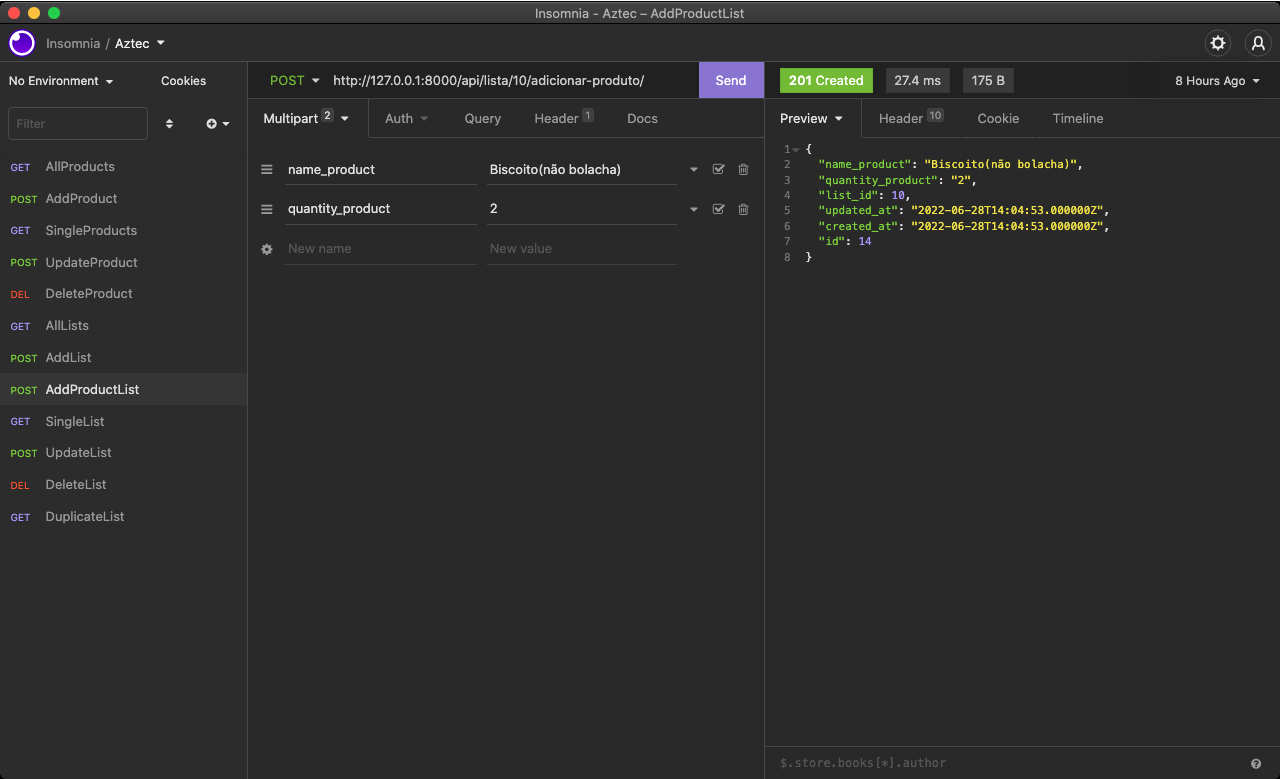 Insomnia - Aztec – AddProductList
Insomnia / Aztec
No Environment
Cookies
Filter
GET AllProducts
POST AddProduct
GET SingleProducts
POST UpdateProduct
DEL DeleteProduct
GET AllLists
POST AddList
POST AddProductList
GET SingleList
POST UpdateList
DEL DeleteList
GET DuplicateList
POST http://127.0.0.1:8000/api/lista/10/adicionar-produto/ Send
Multipart 2 Auth Query Header 1 Docs
name_product Biscoito(não bolacha)
quantity_product 2
New name New value
201 Created 27.4 ms 175 B 8 Hours Ago
Preview Header 10 Cookie Timeline
1 {
2 "name_product": "Biscoito(não bolacha)",
3 "quantity_product": "2",
4 "list_id": 10,
5 "updated_at": "2022-06-28T14:04:53.000000Z",
6 "created_at": "2022-06-28T14:04:53.000000Z",
7 "id": 14
8 }
$.store.books[*].author